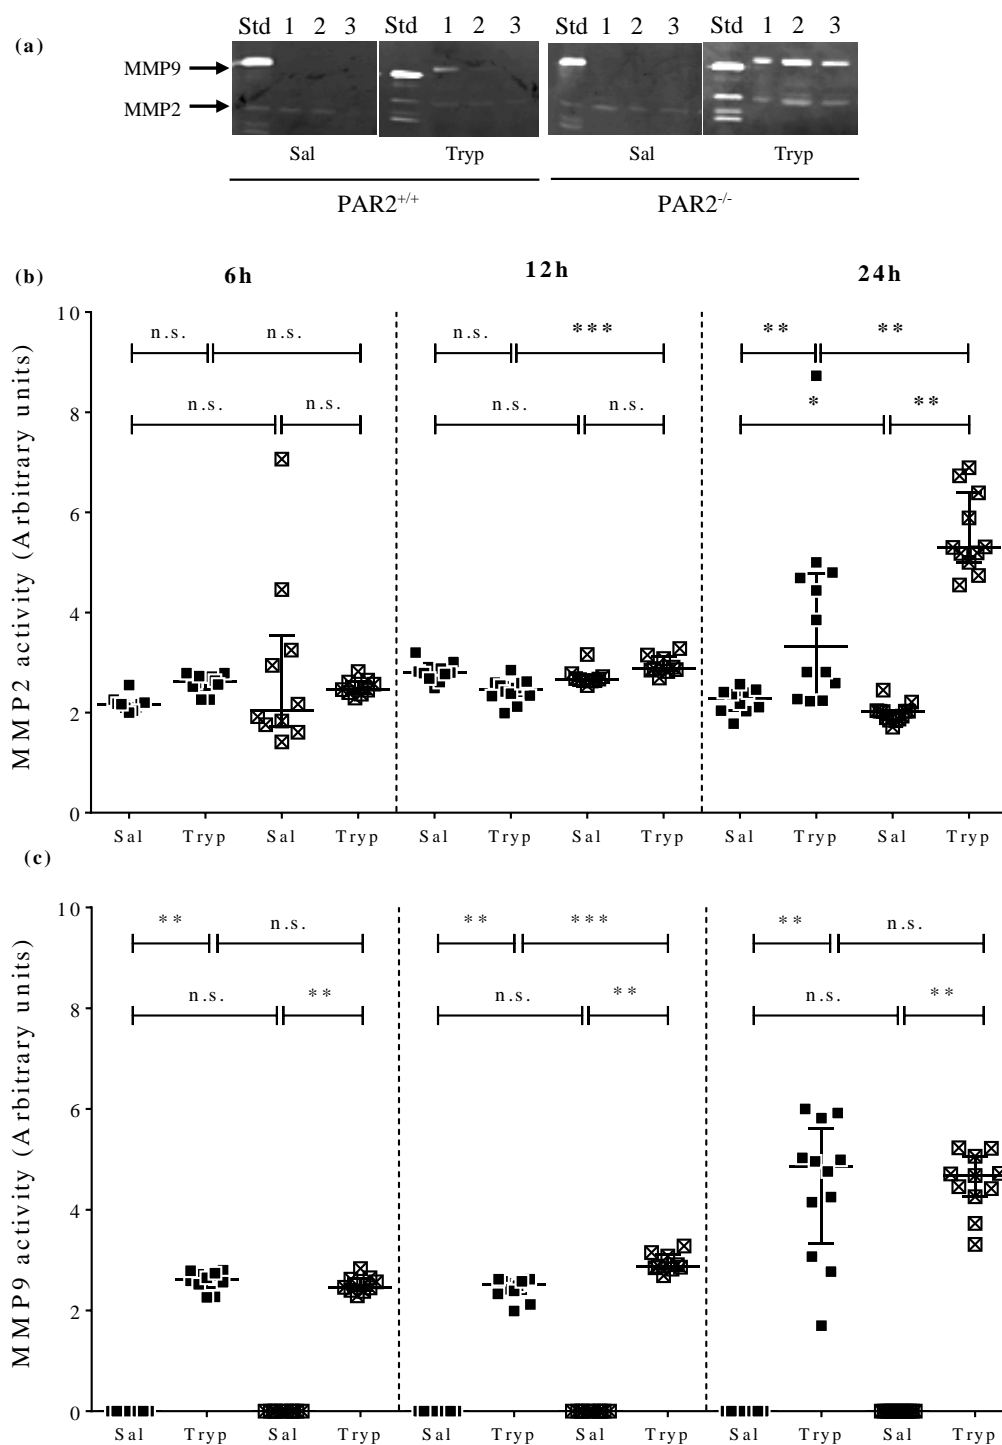 (a)
Std 1 2 3 Std 1 2 3 Std 1 2 3 Std 1 2 3
MMP9
MMP2
Sal Tryp Sal Tryp
PAR2+/+ PAR2-/-
(b)
6h 12h 24h
MMP2 activity (Arbitrary units)
10
n.s. n.s. n.s. *** ** **
8
n.s. n.s. n.s. n.s. * **
6
4
2
0
Sal Tryp Sal Tryp Sal Tryp Sal Tryp Sal Tryp Sal Tryp
(c)
MMP9 activity (Arbitrary units)
10
** n.s. ** *** ** n.s.
8
n.s. ** n.s. ** n.s. **
6
4
2
0
Sal Tryp Sal Tryp Sal Tryp Sal Tryp Sal Tryp Sal Tryp